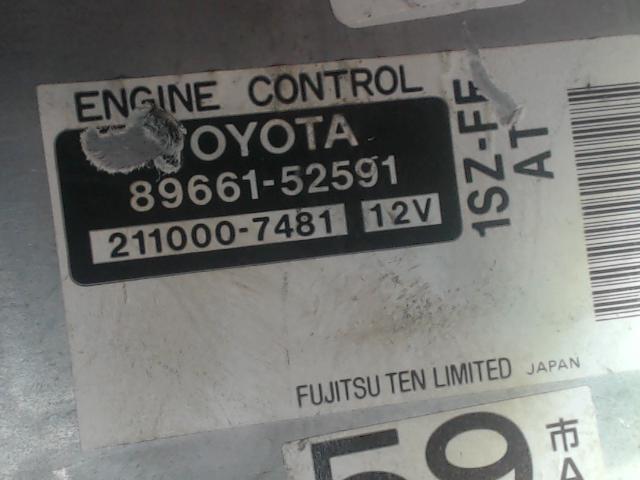 ENGINE CONTROL
TOYOTA
89661-52591
211000-7481 12V
1SZ-FE
AT
FUJITSU TEN LIMITED JAPAN
59 市
A